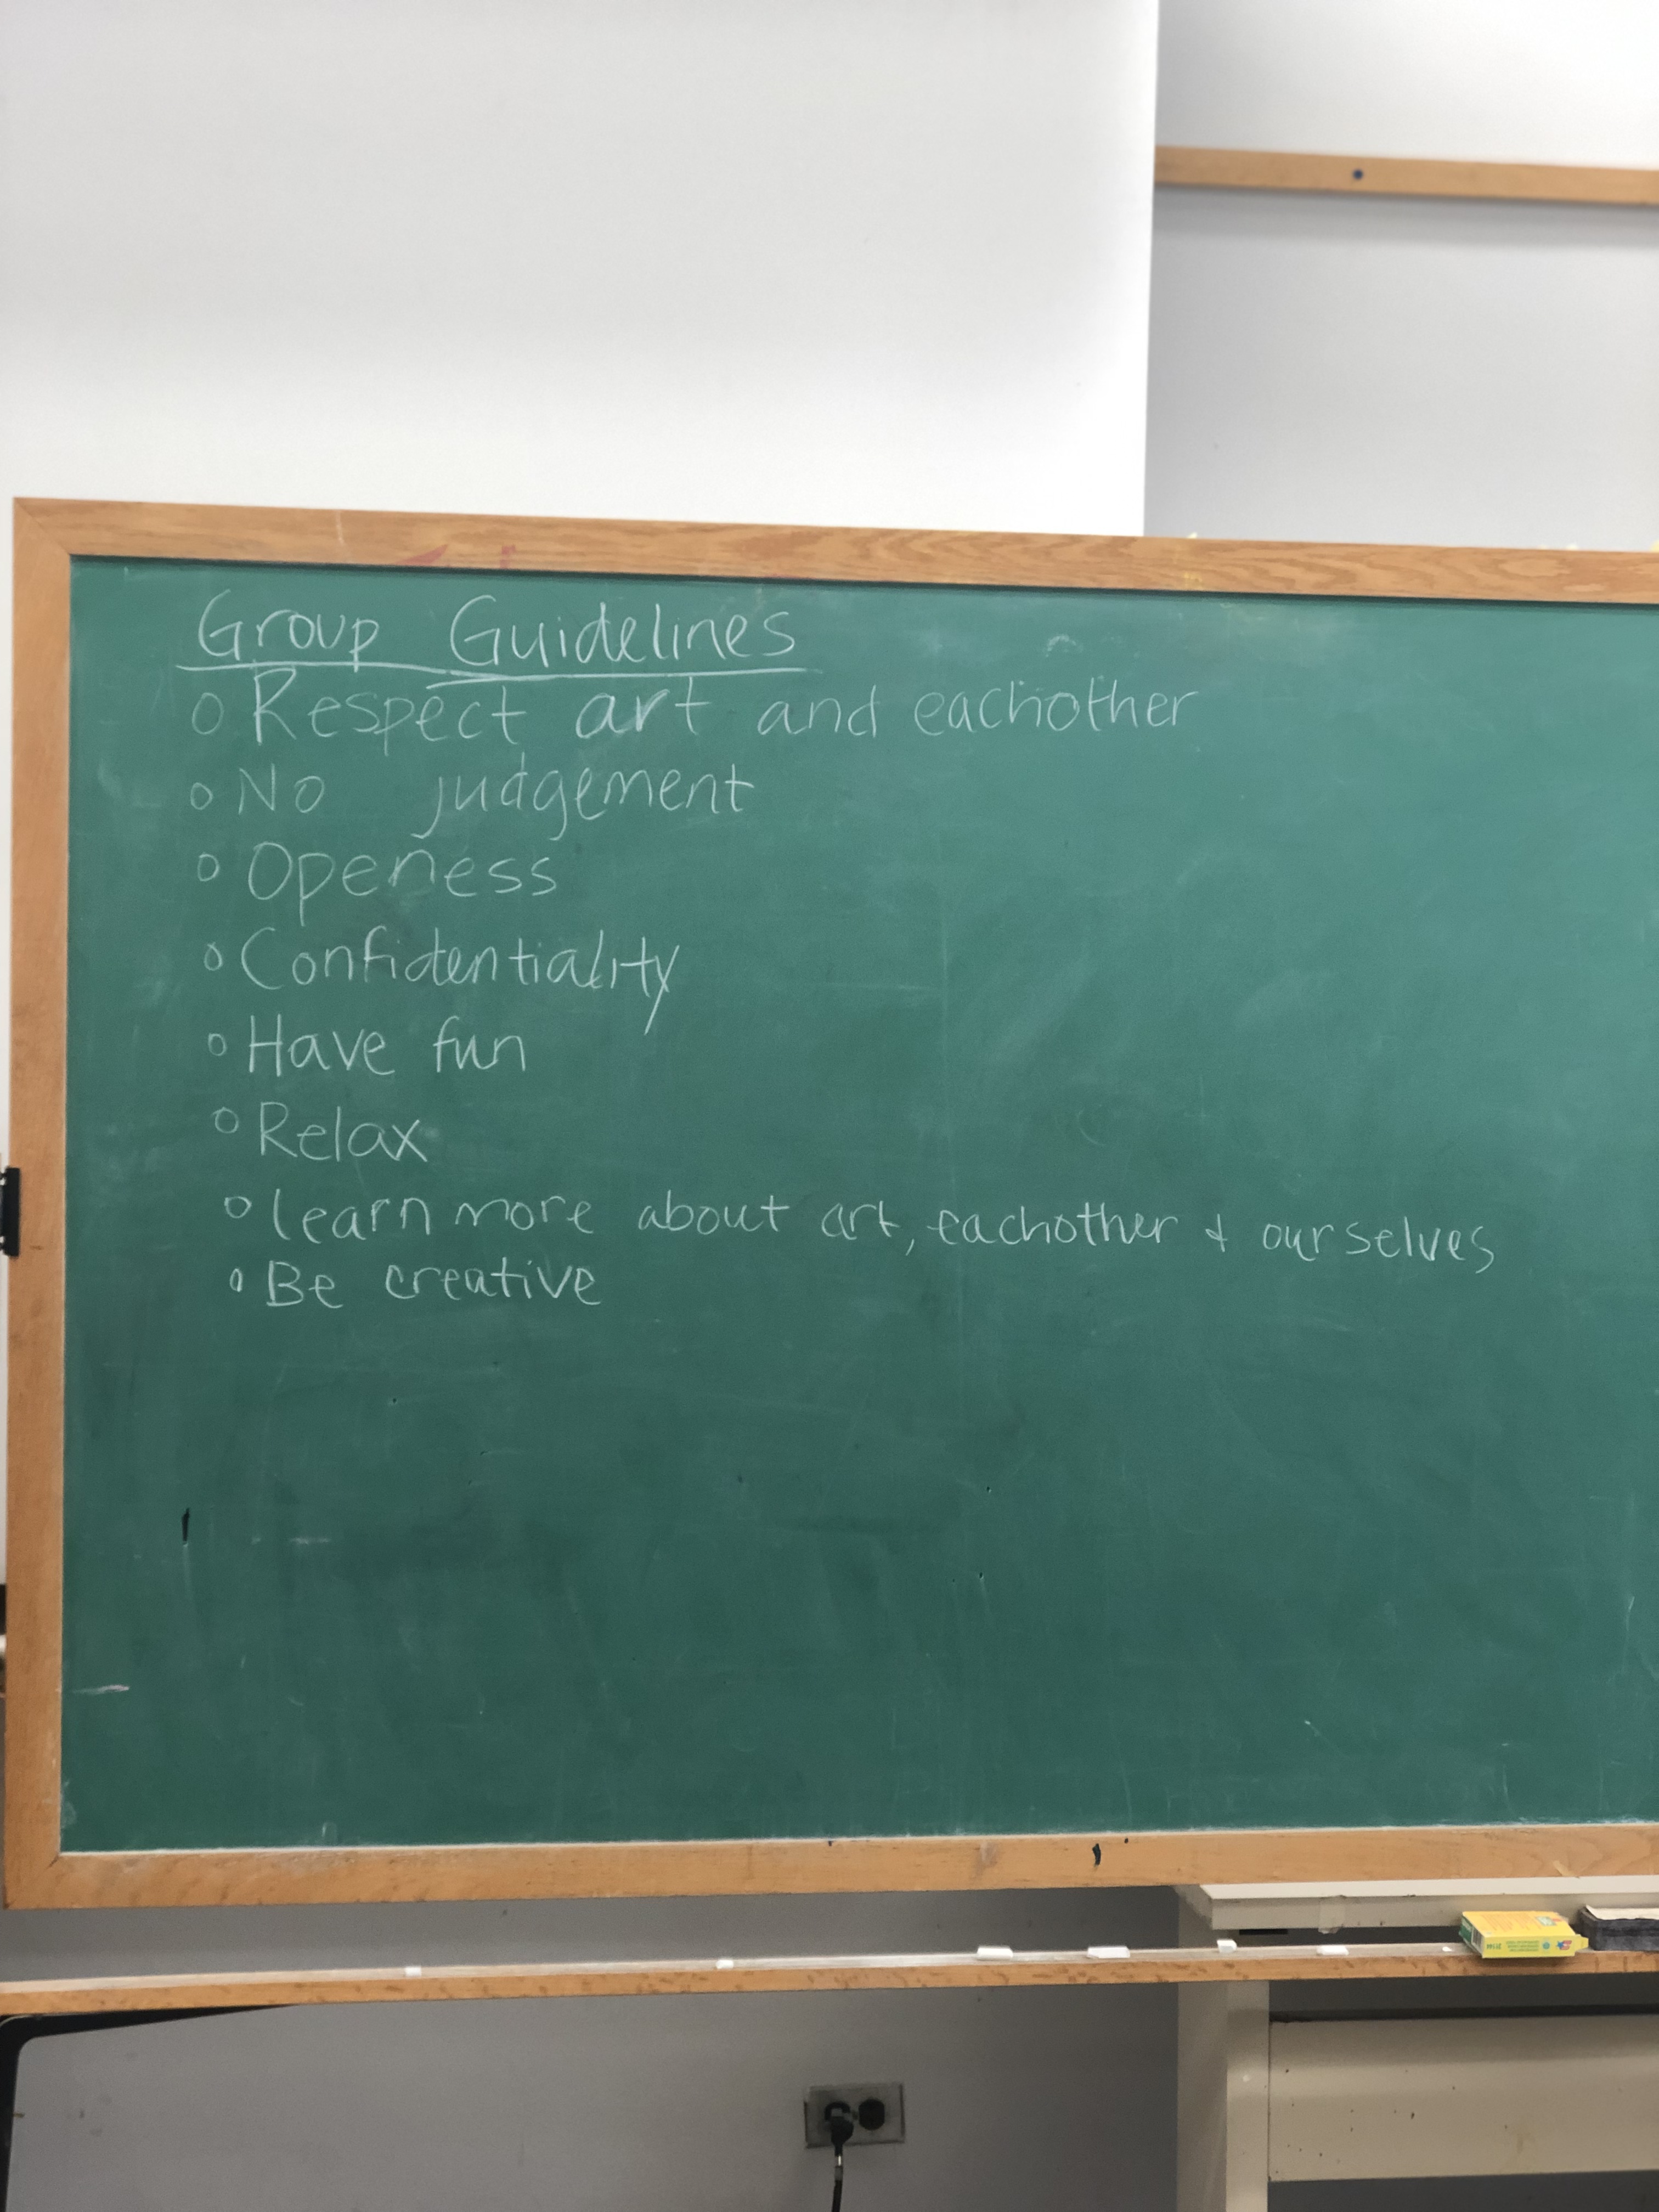 Group Guidelines
o Respect art and eachother
o No judgement
o Openess
o Confidentiality
o Have fun
o Relax
o learn more about art, eachother & ourselves
o Be creative